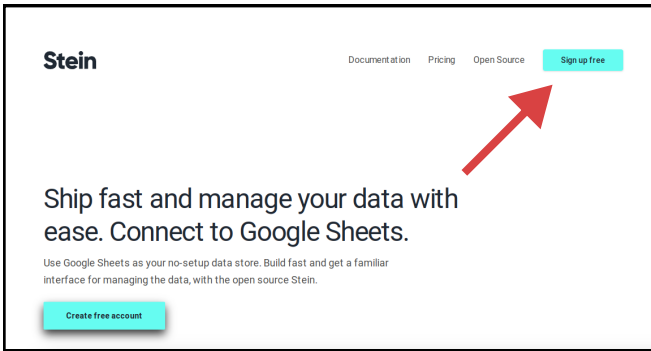 Stein
Documentation Pricing Open Source Sign up free
Ship fast and manage your data with
ease. Connect to Google Sheets.
Use Google Sheets as your no-setup data store. Build fast and get a familiar
interface for managing the data, with the open source Stein.
Create free account